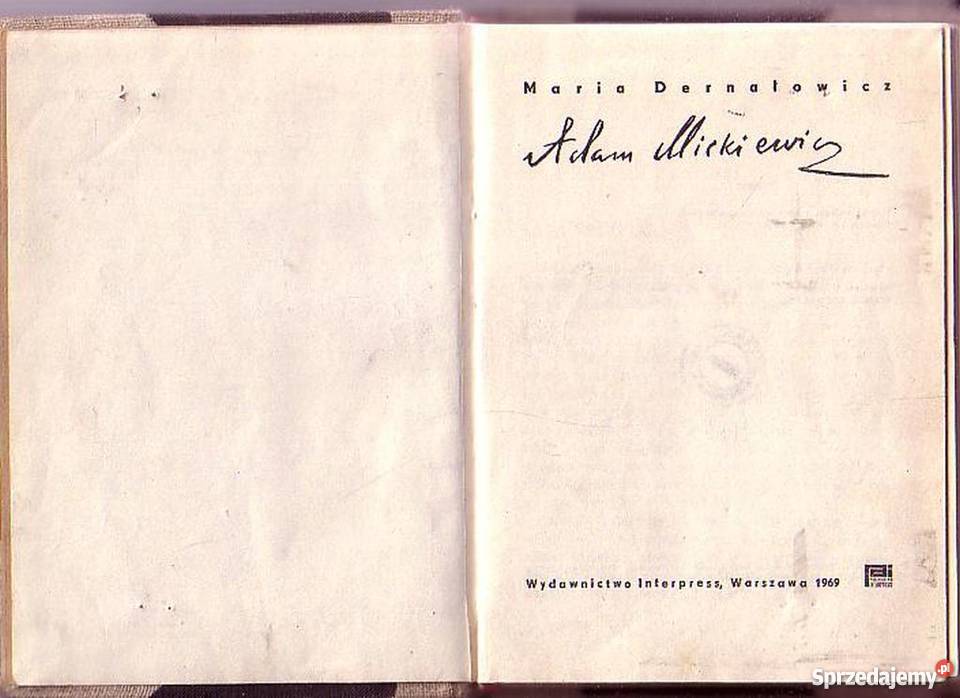 Maria Dernałowicz
Adam Mickiewicz
Wydawnictwo Interpress, Warszawa 1969
Sprzedajemy.pl